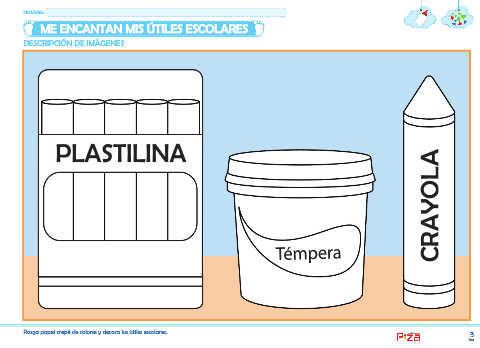 NOMBRE:
ME ENCANTAN MIS ÚTILES ESCOLARES
DESCRIPCIÓN DE IMÁGENES
PLASTILINA
Témpera
CRAYOLA
Rasga papel crepé de colores y decora los útiles escolares.
3